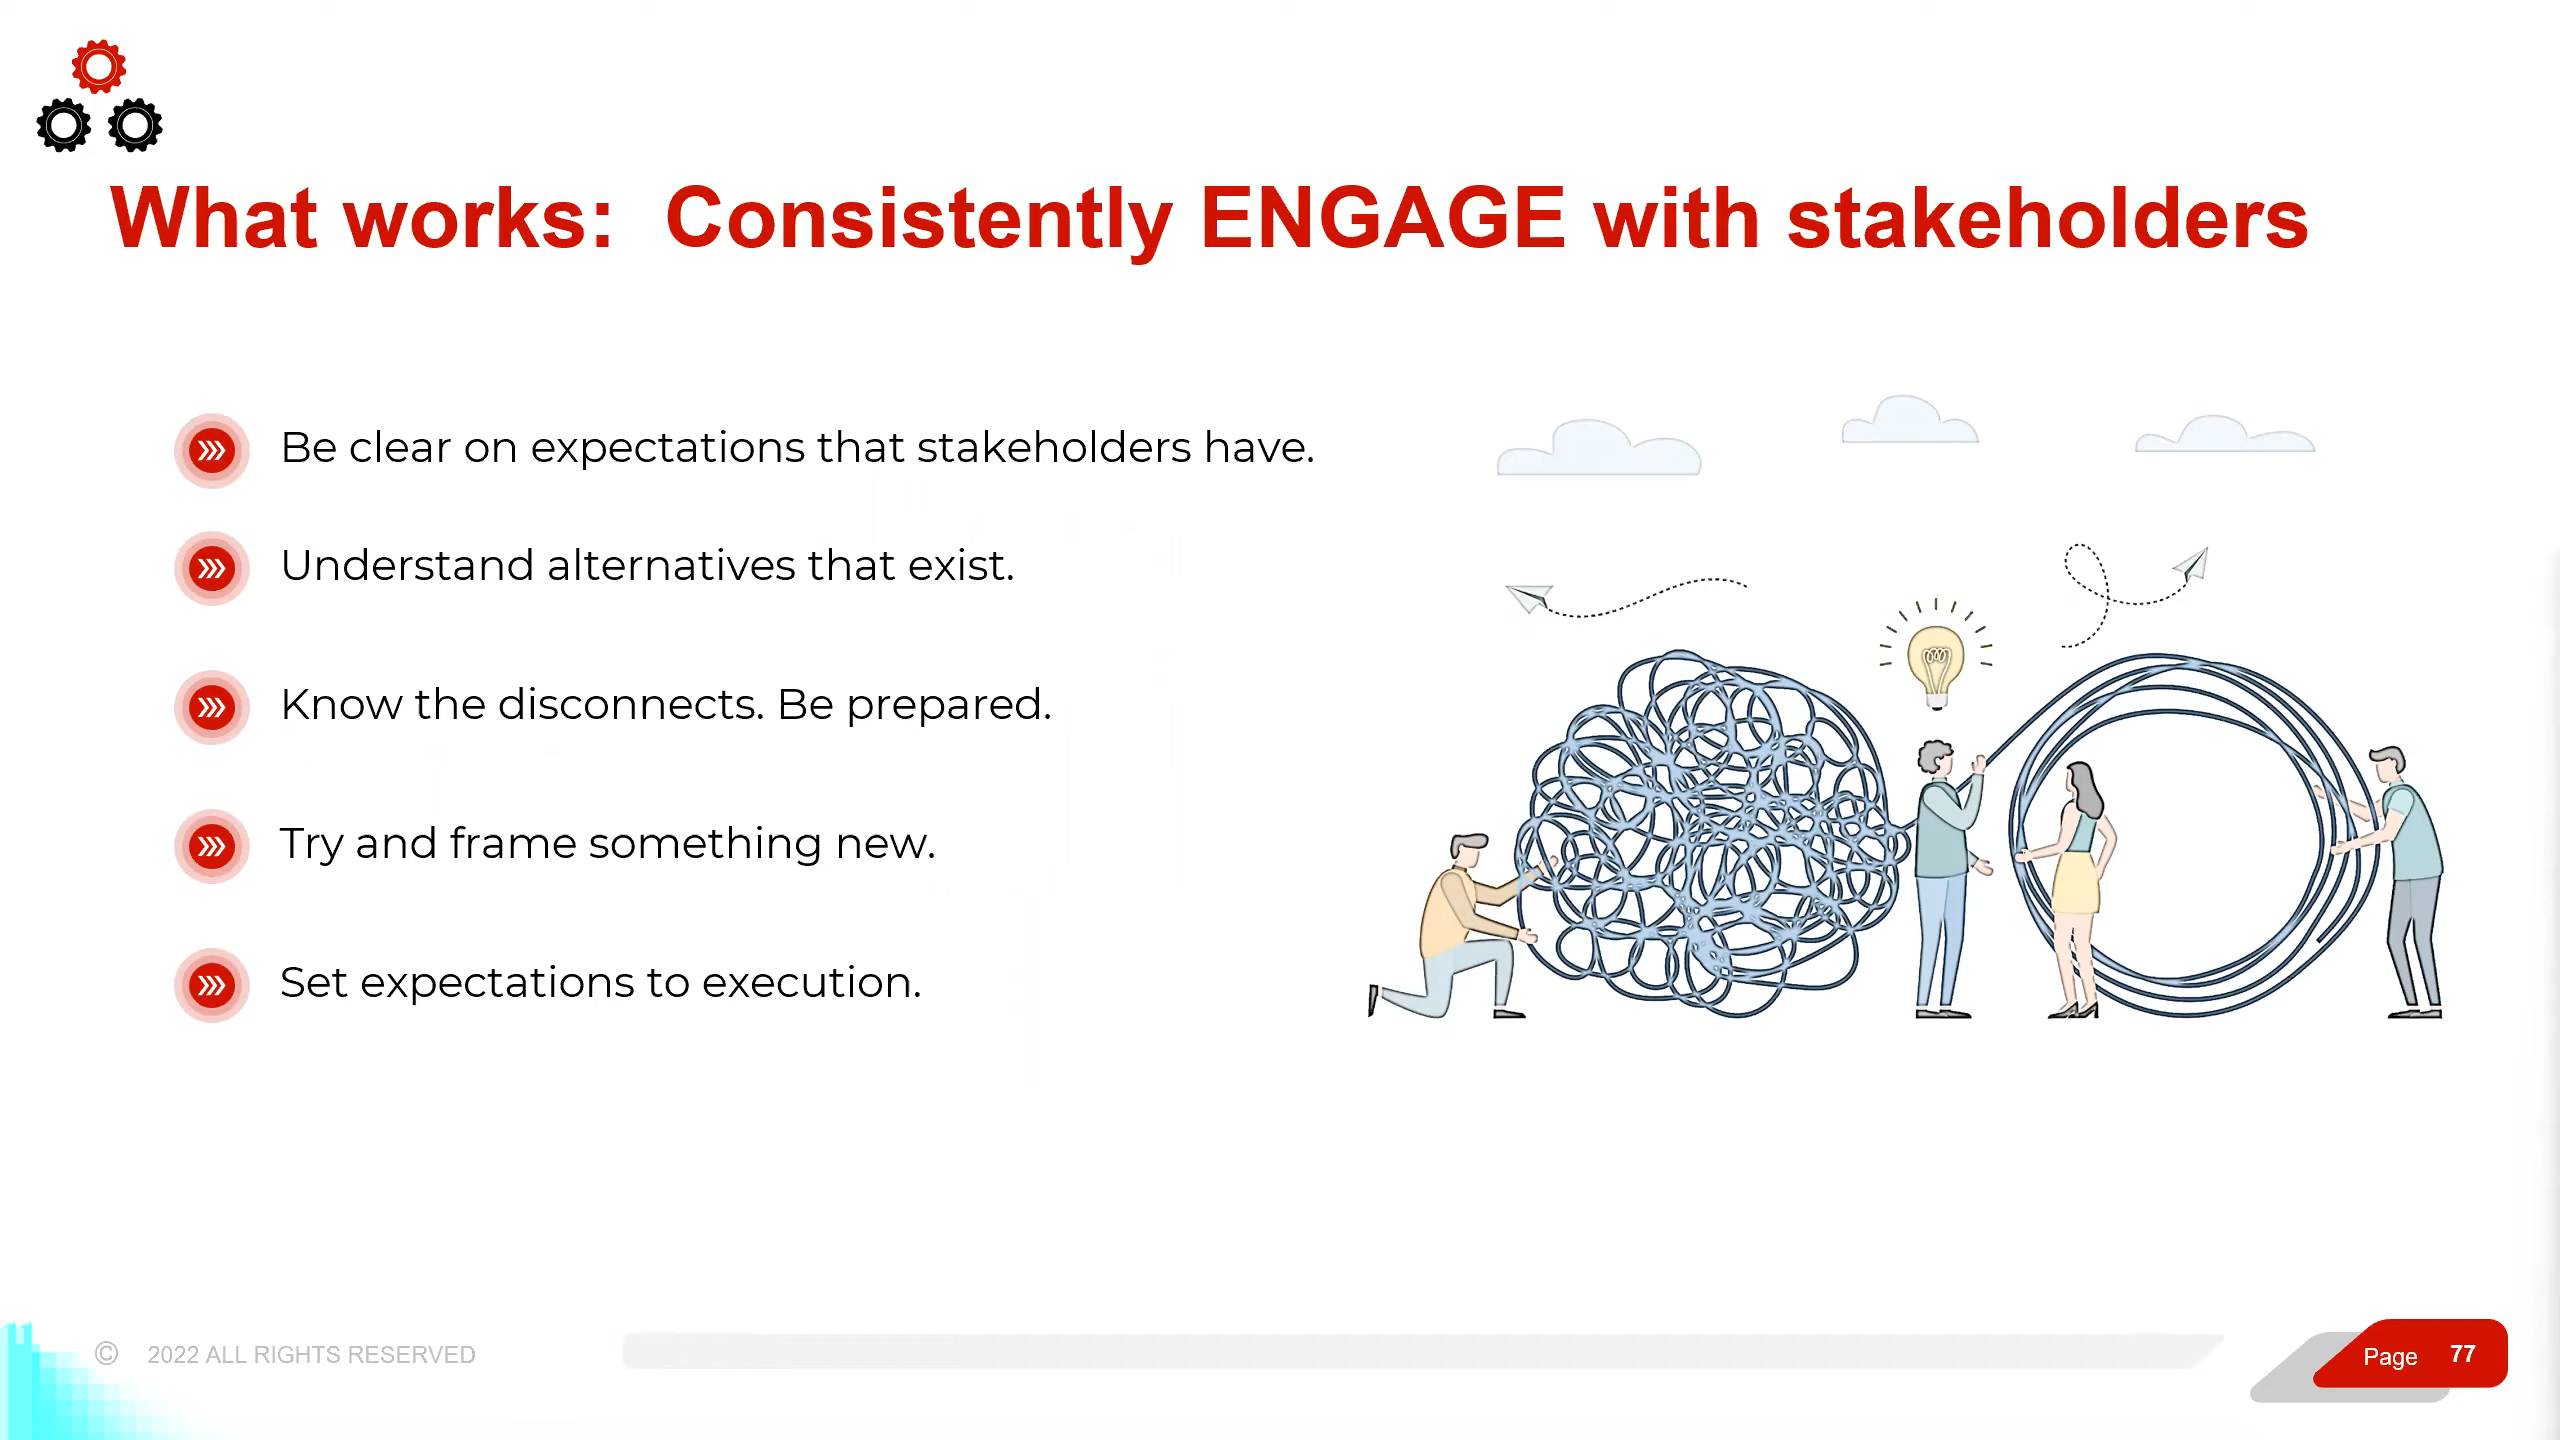 What works:  Consistently ENGAGE with stakeholders
Be clear on expectations that stakeholders have.
Understand alternatives that exist.
Know the disconnects. Be prepared.
Try and frame something new.
Set expectations to execution.
© 2022 ALL RIGHTS RESERVED
Page 77